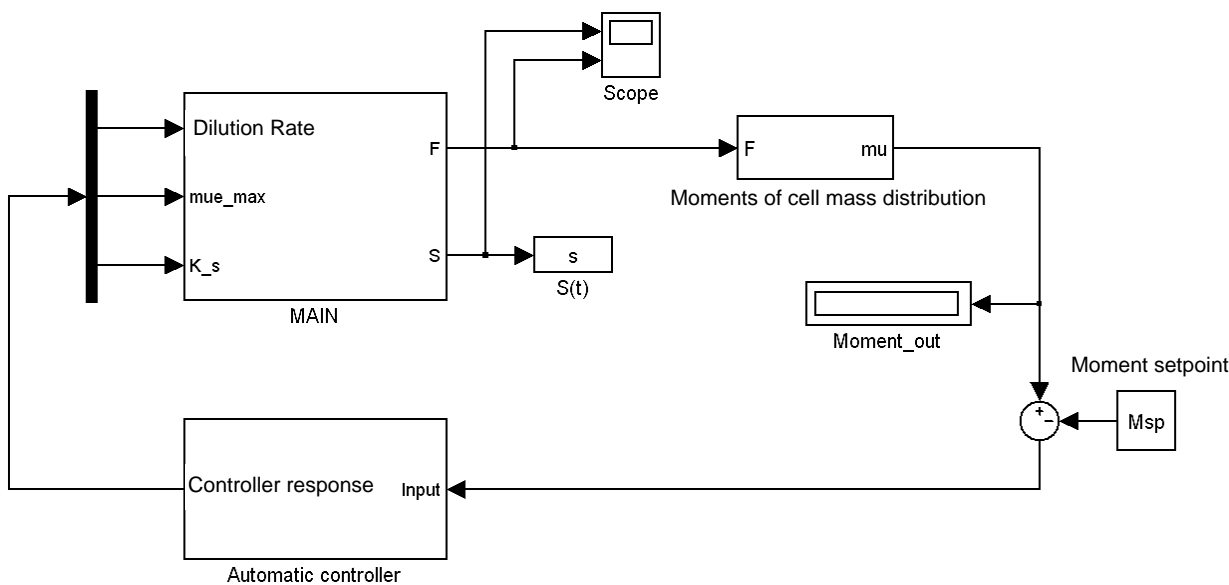 Scope
Dilution Rate
F
mue_max
S
K_s
MAIN
s
S(t)
F
mu
Moments of cell mass distribution
Moment_out
Moment setpoint
+
−
Msp
Controller response
Input
Automatic controller